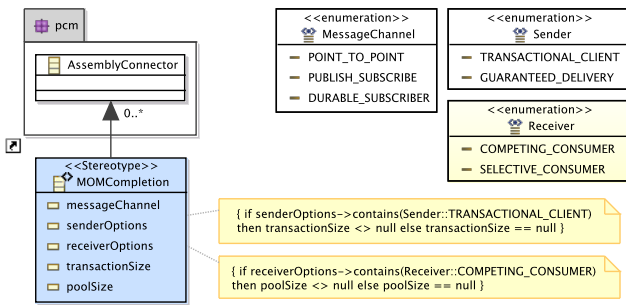 pcm
AssemblyConnector
0..*
<<Stereotype>>
MOMCompletion
messageChannel
senderOptions
receiverOptions
transactionSize
poolSize
<<enumeration>>
MessageChannel
POINT_TO_POINT
PUBLISH_SUBSCRIBE
DURABLE_SUBSCRIBER
<<enumeration>>
Sender
TRANSACTIONAL_CLIENT
GUARANTEED_DELIVERY
<<enumeration>>
Receiver
COMPETING_CONSUMER
SELECTIVE_CONSUMER
{ if senderOptions->contains(Sender::TRANSACTIONAL_CLIENT)
then transactionSize <> null else transactionSize == null }
{ if receiverOptions->contains(Receiver::COMPETING_CONSUMER)
then poolSize <> null else poolSize == null }